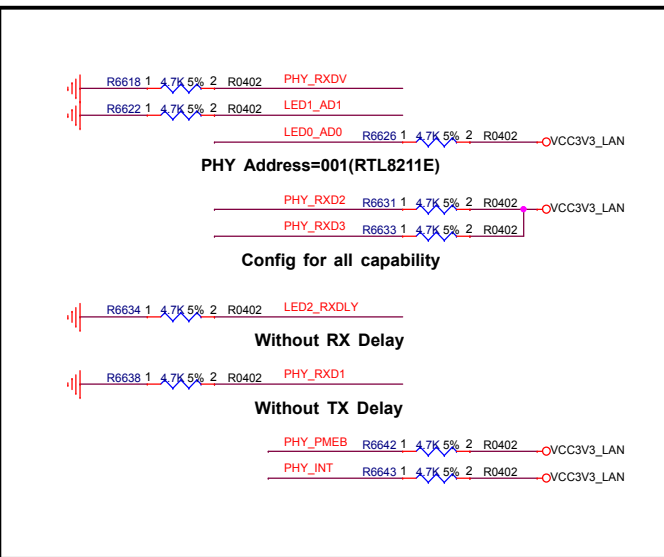 R6618 1 4.7K 5% 2 R0402 PHY_RXDV
R6622 1 4.7K 5% 2 R0402 LED1_AD1
LED0_AD0 R6626 1 4.7K 5% 2 R0402 VCC3V3_LAN
PHY Address=001(RTL8211E)
PHY_RXD2 R6631 1 4.7K 5% 2 R0402 VCC3V3_LAN
PHY_RXD3 R6633 1 4.7K 5% 2 R0402
Config for all capability
R6634 1 4.7K 5% 2 R0402 LED2_RXDLY
Without RX Delay
R6638 1 4.7K 5% 2 R0402 PHY_RXD1
Without TX Delay
PHY_PMEB R6642 1 4.7K 5% 2 R0402 VCC3V3_LAN
PHY_INT R6643 1 4.7K 5% 2 R0402 VCC3V3_LAN